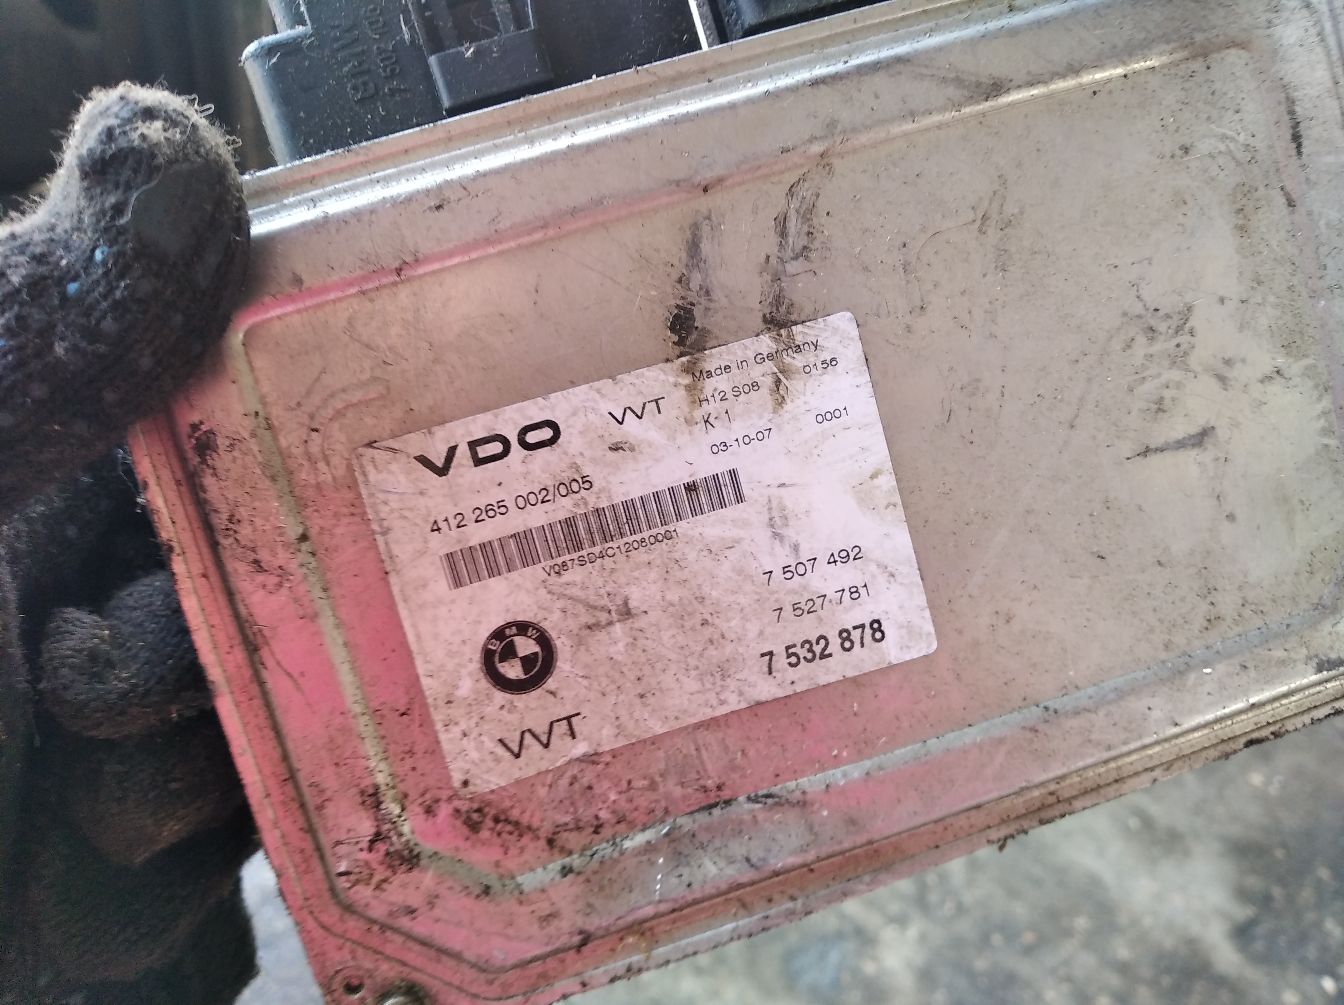 Made in Germany
VDO VVT H12 S08 0156
K-1
03-10-07 0001
412 265 002/005
V087SD4C12080001
7 507 492
7 527 781
BMW
7 532 878
VVT